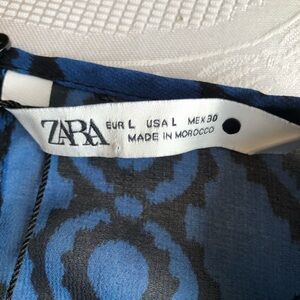 ZARA EUR L USA L MEX 30
MADE IN MOROCCO